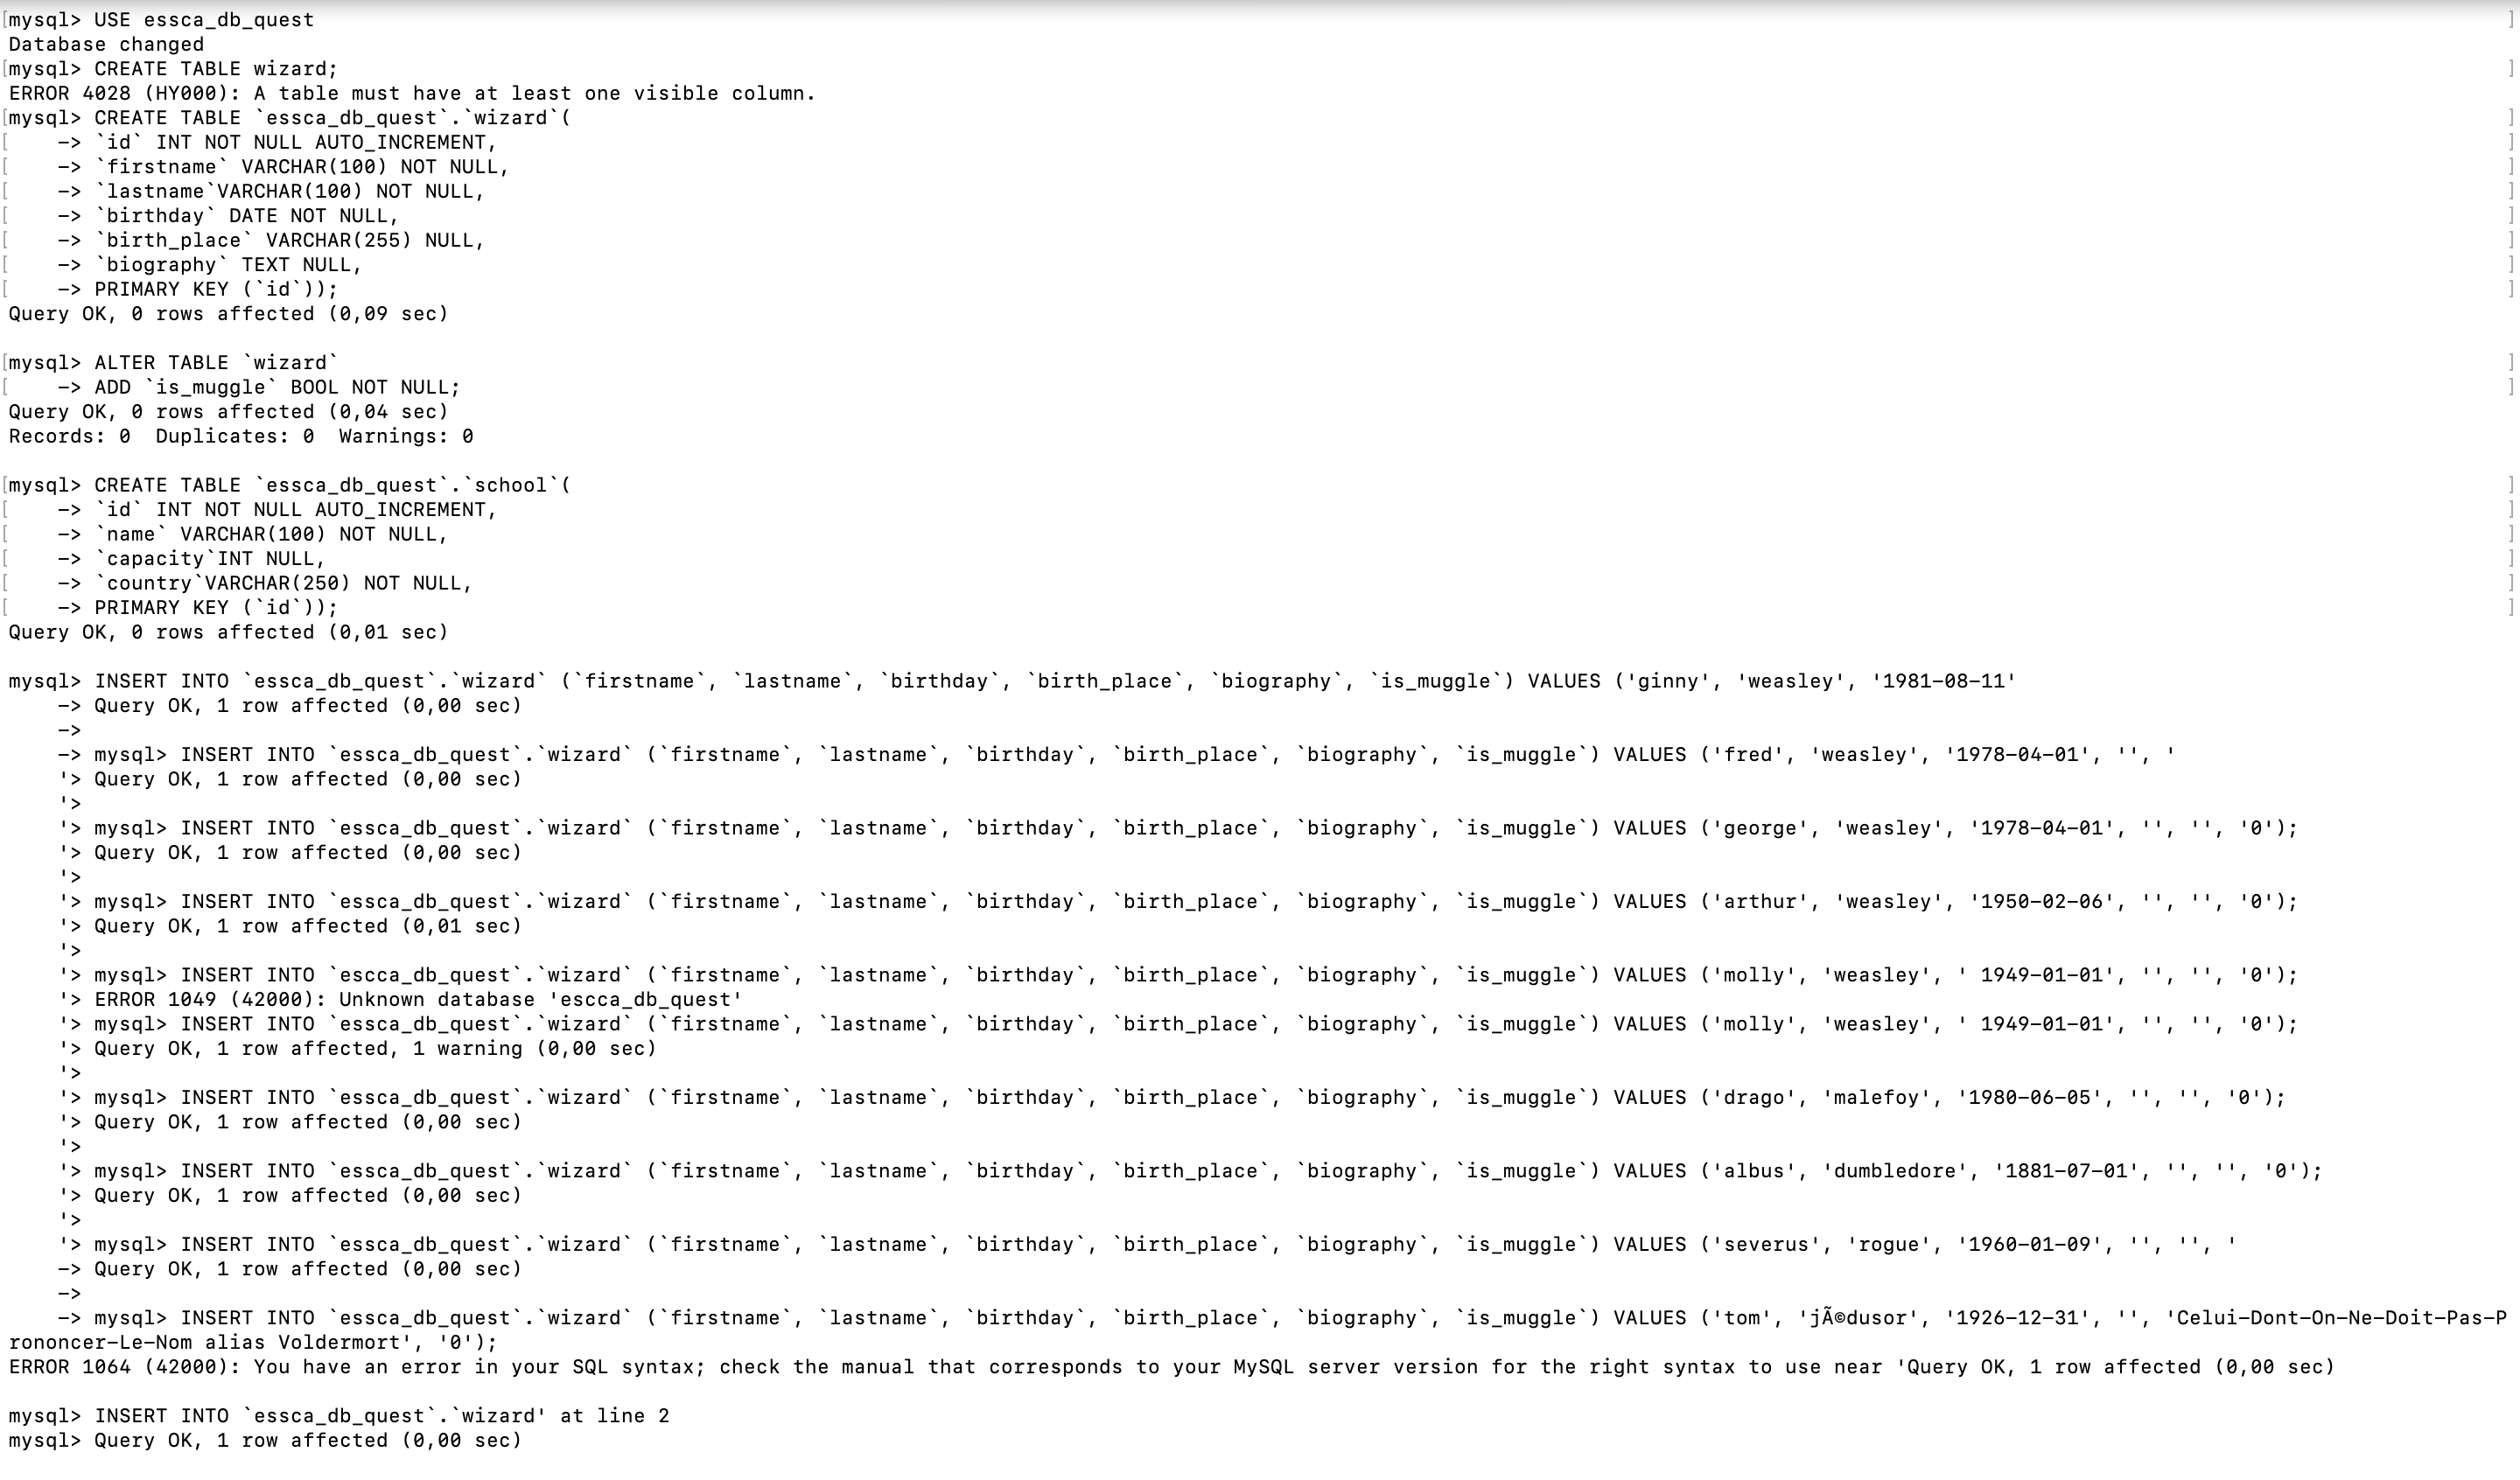 [mysql> USE essca_db_quest ]
Database changed
[mysql> CREATE TABLE wizard; ]
ERROR 4028 (HY000): A table must have at least one visible column.
[mysql> CREATE TABLE `essca_db_quest`.`wizard`( ]
[    -> `id` INT NOT NULL AUTO_INCREMENT, ]
[    -> `firstname` VARCHAR(100) NOT NULL, ]
[    -> `lastname`VARCHAR(100) NOT NULL, ]
[    -> `birthday` DATE NOT NULL, ]
[    -> `birth_place` VARCHAR(255) NULL, ]
[    -> `biography` TEXT NULL, ]
[    -> PRIMARY KEY (`id`)); ]
Query OK, 0 rows affected (0,09 sec)
[mysql> ALTER TABLE `wizard` ]
[    -> ADD `is_muggle` BOOL NOT NULL; ]
Query OK, 0 rows affected (0,04 sec)
Records: 0  Duplicates: 0  Warnings: 0
[mysql> CREATE TABLE `essca_db_quest`.`school`( ]
[    -> `id` INT NOT NULL AUTO_INCREMENT, ]
[    -> `name` VARCHAR(100) NOT NULL, ]
[    -> `capacity`INT NULL, ]
[    -> `country`VARCHAR(250) NOT NULL, ]
[    -> PRIMARY KEY (`id`)); ]
Query OK, 0 rows affected (0,01 sec)
mysql> INSERT INTO `essca_db_quest`.`wizard` (`firstname`, `lastname`, `birthday`, `birth_place`, `biography`, `is_muggle`) VALUES ('ginny', 'weasley', '1981-08-11'
    -> Query OK, 1 row affected (0,00 sec)
    ->
    -> mysql> INSERT INTO `essca_db_quest`.`wizard` (`firstname`, `lastname`, `birthday`, `birth_place`, `biography`, `is_muggle`) VALUES ('fred', 'weasley', '1978-04-01', '', '
    '> Query OK, 1 row affected (0,00 sec)
    '>
    '> mysql> INSERT INTO `essca_db_quest`.`wizard` (`firstname`, `lastname`, `birthday`, `birth_place`, `biography`, `is_muggle`) VALUES ('george', 'weasley', '1978-04-01', '', '', '0');
    '> Query OK, 1 row affected (0,00 sec)
    '>
    '> mysql> INSERT INTO `essca_db_quest`.`wizard` (`firstname`, `lastname`, `birthday`, `birth_place`, `biography`, `is_muggle`) VALUES ('arthur', 'weasley', '1950-02-06', '', '', '0');
    '> Query OK, 1 row affected (0,01 sec)
    '>
    '> mysql> INSERT INTO `escca_db_quest`.`wizard` (`firstname`, `lastname`, `birthday`, `birth_place`, `biography`, `is_muggle`) VALUES ('molly', 'weasley', ' 1949-01-01', '', '', '0');
    '> ERROR 1049 (42000): Unknown database 'escca_db_quest'
    '> mysql> INSERT INTO `essca_db_quest`.`wizard` (`firstname`, `lastname`, `birthday`, `birth_place`, `biography`, `is_muggle`) VALUES ('molly', 'weasley', ' 1949-01-01', '', '', '0');
    '> Query OK, 1 row affected, 1 warning (0,00 sec)
    '>
    '> mysql> INSERT INTO `essca_db_quest`.`wizard` (`firstname`, `lastname`, `birthday`, `birth_place`, `biography`, `is_muggle`) VALUES ('drago', 'malefoy', '1980-06-05', '', '', '0');
    '> Query OK, 1 row affected (0,00 sec)
    '>
    '> mysql> INSERT INTO `essca_db_quest`.`wizard` (`firstname`, `lastname`, `birthday`, `birth_place`, `biography`, `is_muggle`) VALUES ('albus', 'dumbledore', '1881-07-01', '', '', '0');
    '> Query OK, 1 row affected (0,00 sec)
    '>
    '> mysql> INSERT INTO `essca_db_quest`.`wizard` (`firstname`, `lastname`, `birthday`, `birth_place`, `biography`, `is_muggle`) VALUES ('severus', 'rogue', '1960-01-09', '', '', '
    -> Query OK, 1 row affected (0,00 sec)
    ->
    -> mysql> INSERT INTO `essca_db_quest`.`wizard` (`firstname`, `lastname`, `birthday`, `birth_place`, `biography`, `is_muggle`) VALUES ('tom', 'jÃ©dusor', '1926-12-31', '', 'Celui-Dont-On-Ne-Doit-Pas-P
rononcer-Le-Nom alias Voldermort', '0');
ERROR 1064 (42000): You have an error in your SQL syntax; check the manual that corresponds to your MySQL server version for the right syntax to use near 'Query OK, 1 row affected (0,00 sec)
mysql> INSERT INTO `essca_db_quest`.`wizard' at line 2
mysql> Query OK, 1 row affected (0,00 sec)